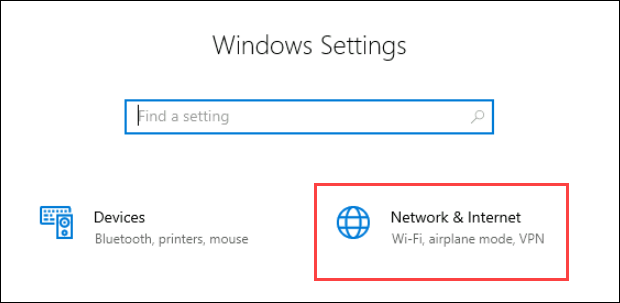 Windows Settings
Find a setting
Devices
Bluetooth, printers, mouse
Network & Internet
Wi-Fi, airplane mode, VPN